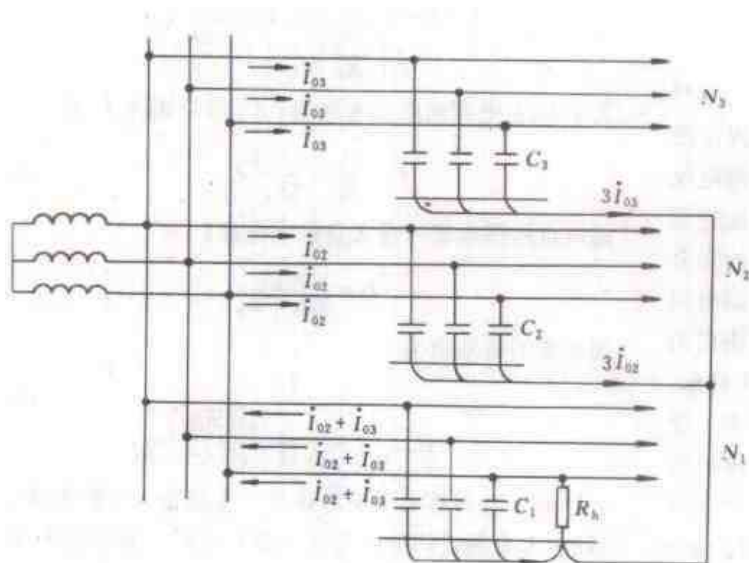 İ₀₃
İ₀₃
İ₀₃
N₃
C₃
3İ₀₃
İ₀₂
İ₀₂
İ₀₂
N₂
C₂
3İ₀₂
İ₀₂ + İ₀₃
İ₀₂ + İ₀₃
İ₀₂ + İ₀₃
N₁
C₁
Rₕ